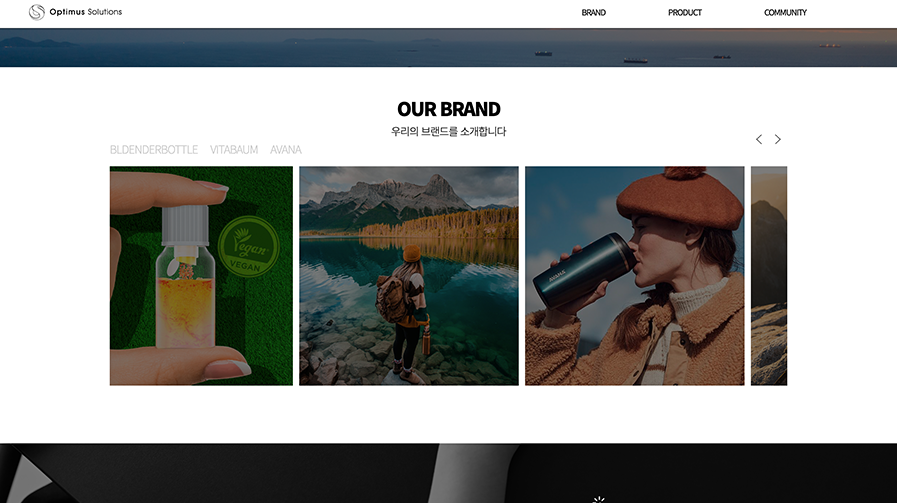 Optimus Solutions
BRAND PRODUCT COMMUNITY
OUR BRAND
우리의 브랜드를 소개합니다
BLDENDERBOTTLE VITABAUM AVANA
Vegan
VEGAN
AVANA